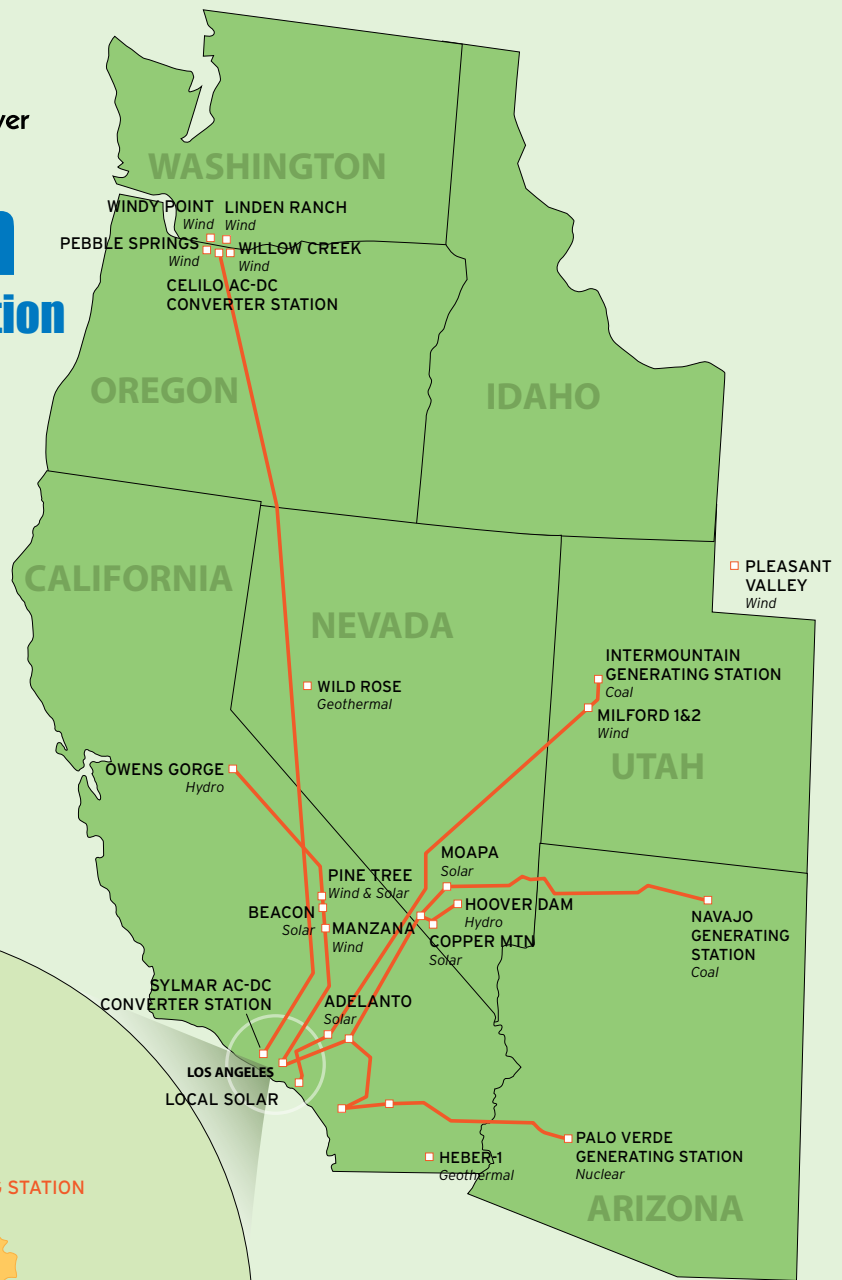 WASHINGTON
WINDY POINT
Wind
LINDEN RANCH
Wind
PEBBLE SPRINGS
Wind
WILLOW CREEK
Wind
CELILO AC-DC
CONVERTER STATION
OREGON
IDAHO
CALIFORNIA
NEVADA
PLEASANT
VALLEY
Wind
INTERMOUNTAIN
GENERATING STATION
Coal
WILD ROSE
Geothermal
MILFORD 1&2
Wind
UTAH
OWENS GORGE
Hydro
MOAPA
Solar
PINE TREE
Wind & Solar
HOOVER DAM
Hydro
BEACON
Solar
MANZANA
Wind
COPPER MTN
Solar
NAVAJO
GENERATING
STATION
Coal
SYLMAR AC-DC
CONVERTER STATION
ADELANTO
Solar
LOS ANGELES
LOCAL SOLAR
PALO VERDE
GENERATING STATION
Nuclear
HEBER-1
Geothermal
STATION
ARIZONA